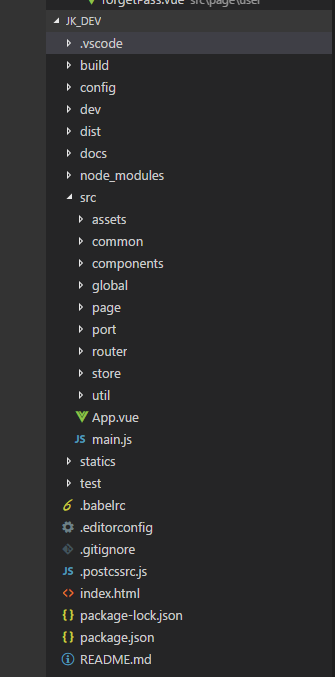 ForgetPass.vue src\page\user
JK_DEV
.vscode
build
config
dev
dist
docs
node_modules
src
assets
common
components
global
page
port
router
store
util
App.vue
JS main.js
statics
test
.babelrc
.editorconfig
.gitignore
JS .postcssrc.js
index.html
package-lock.json
package.json
README.md